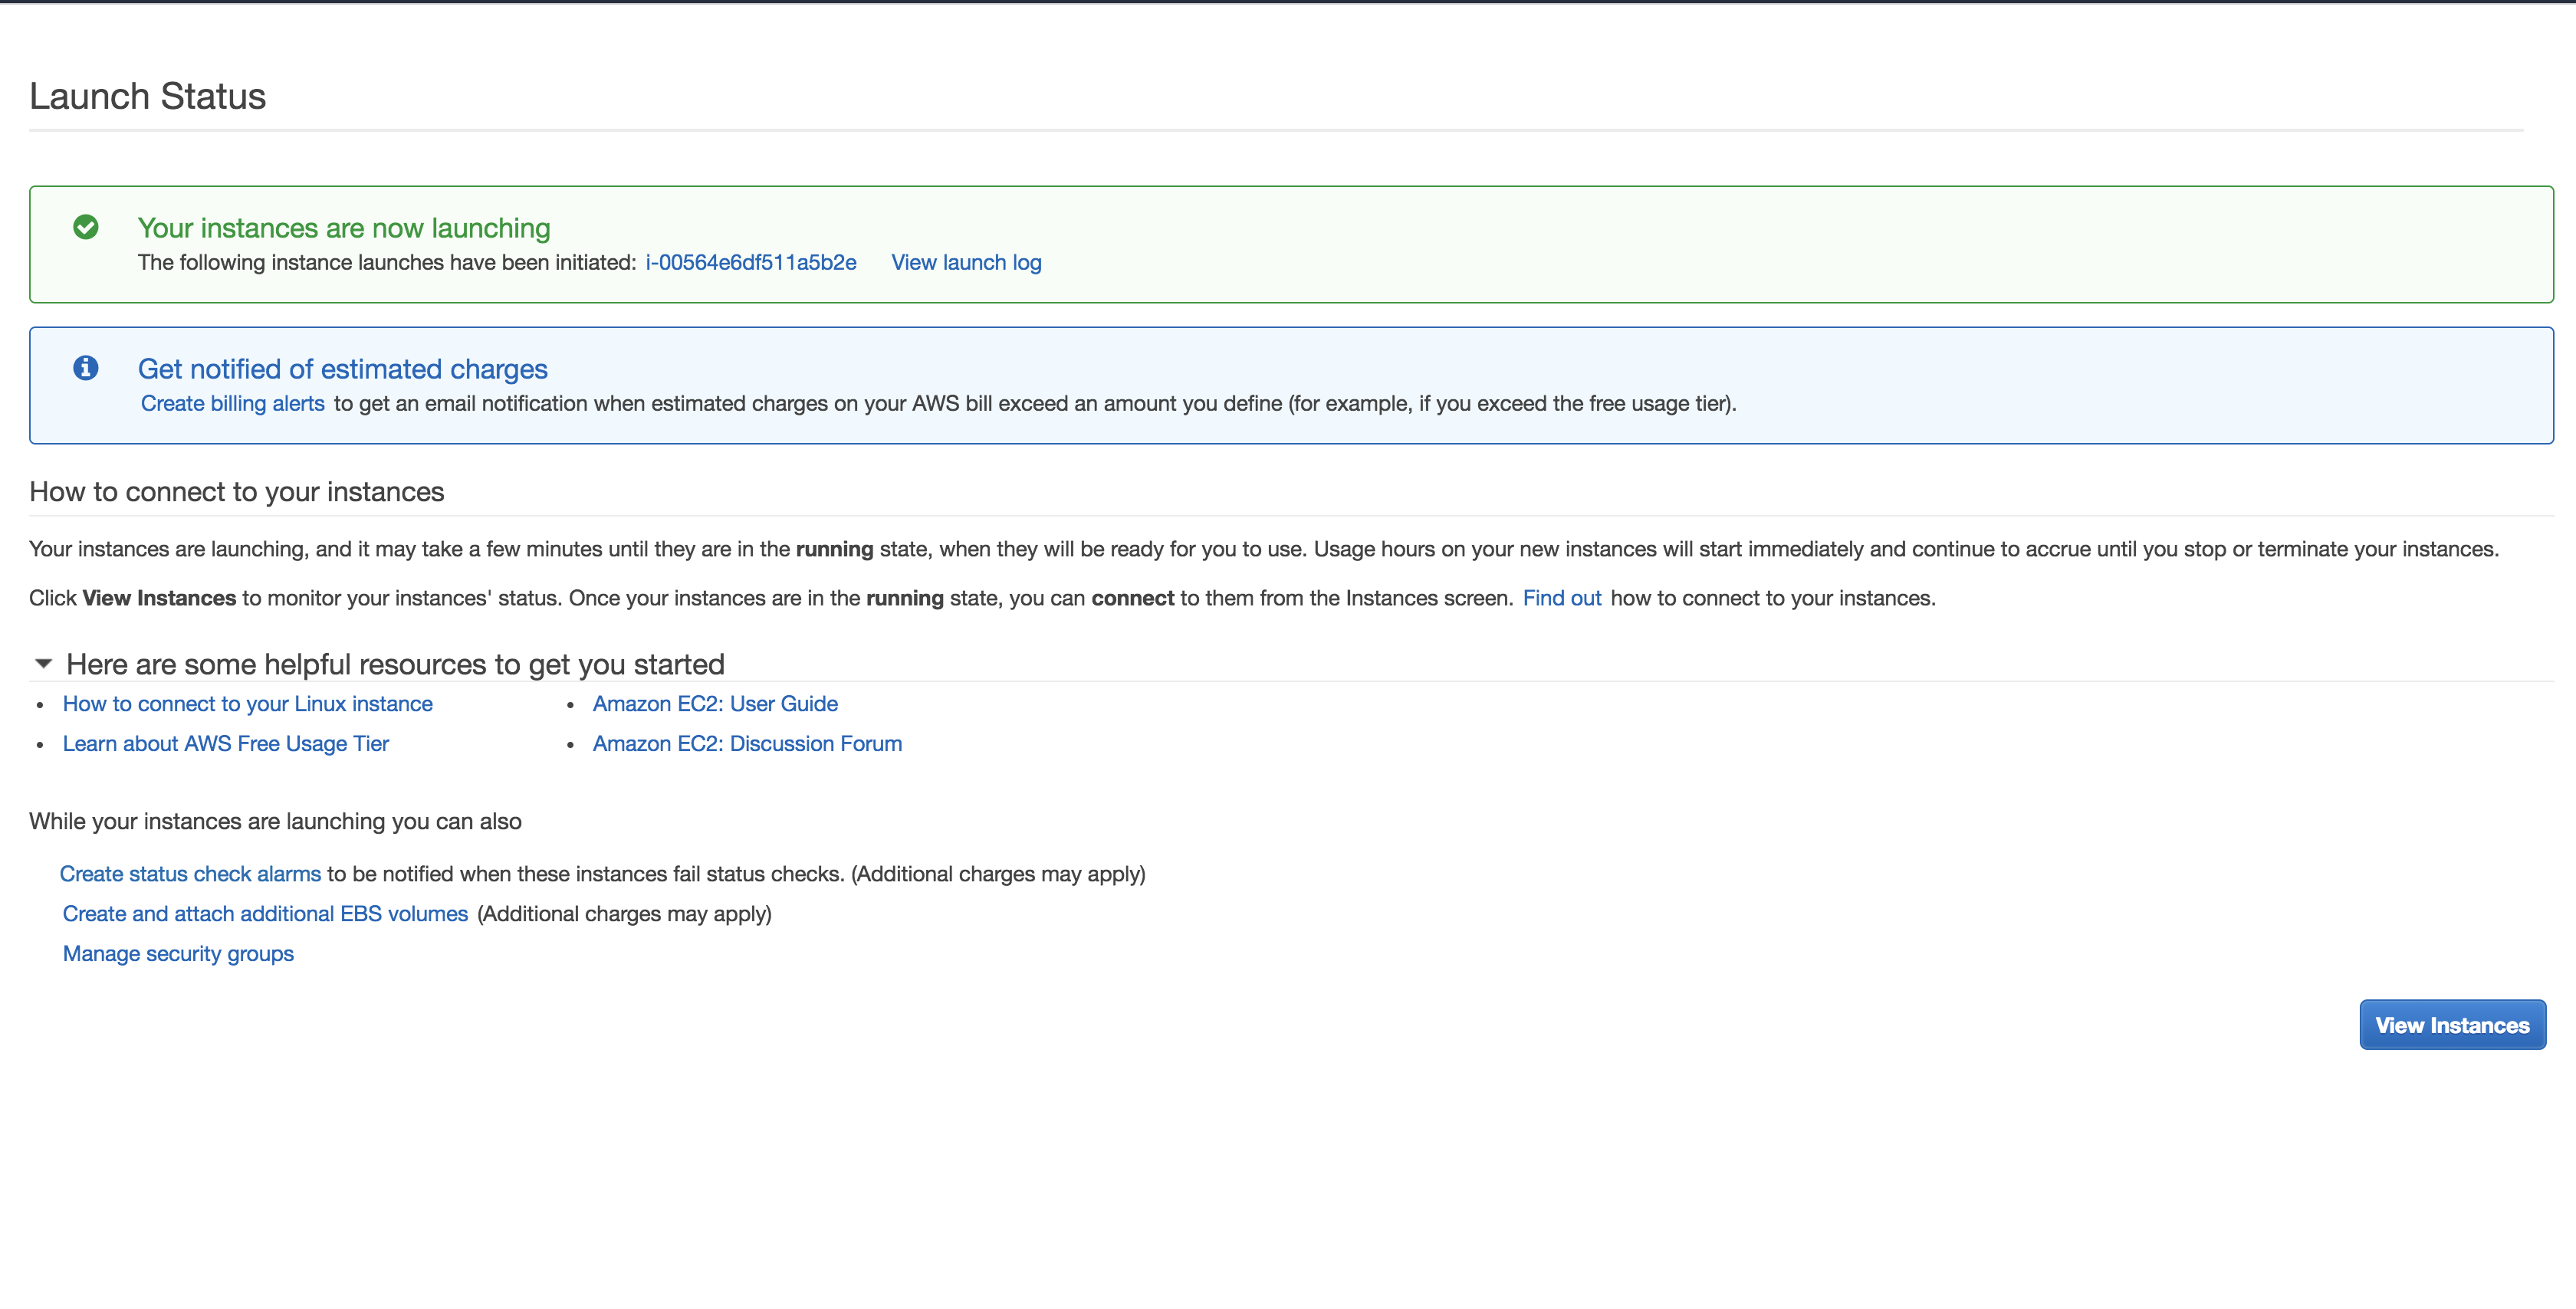 Launch Status
Your instances are now launching
The following instance launches have been initiated: i-00564e6df511a5b2e View launch log
Get notified of estimated charges
Create billing alerts to get an email notification when estimated charges on your AWS bill exceed an amount you define (for example, if you exceed the free usage tier).
How to connect to your instances
Your instances are launching, and it may take a few minutes until they are in the running state, when they will be ready for you to use. Usage hours on your new instances will start immediately and continue to accrue until you stop or terminate your instances.
Click View Instances to monitor your instances' status. Once your instances are in the running state, you can connect to them from the Instances screen. Find out how to connect to your instances.
Here are some helpful resources to get you started
• How to connect to your Linux instance
• Amazon EC2: User Guide
• Learn about AWS Free Usage Tier
• Amazon EC2: Discussion Forum
While your instances are launching you can also
Create status check alarms to be notified when these instances fail status checks. (Additional charges may apply)
Create and attach additional EBS volumes (Additional charges may apply)
Manage security groups
View Instances